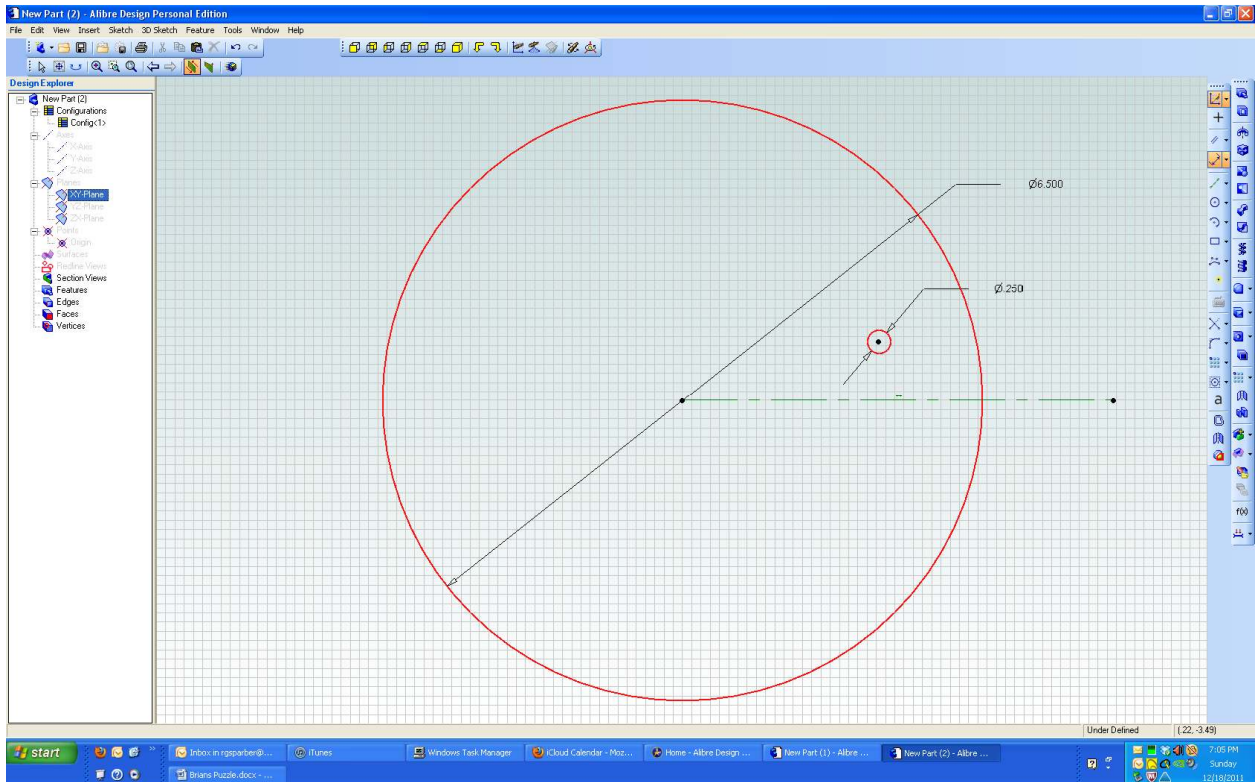 New Part (2) - Alibre Design Personal Edition
File Edit View Insert Sketch 3D Sketch Feature Tools Window Help
Design Explorer
New Part (2)
Configurations
Config<1>
Axes
X-Axis
Y-Axis
Z-Axis
Planes
XY-Plane
YZ-Plane
ZX-Plane
Points
Origin
Surfaces
Redline Views
Section Views
Features
Edges
Faces
Vertices
Ø6.500
Ø.250
a
f(x)
Under Defined (.22, -3.49)
start
Inbox in rgsparber@...
iTunes
Windows Task Manager
iCloud Calendar - Moz...
Home - Alibre Design ...
New Part (1) - Alibre ...
New Part (2) - Alibre ...
Brians Puzzle.docx - ...
7:05 PM
Sunday
12/18/2011